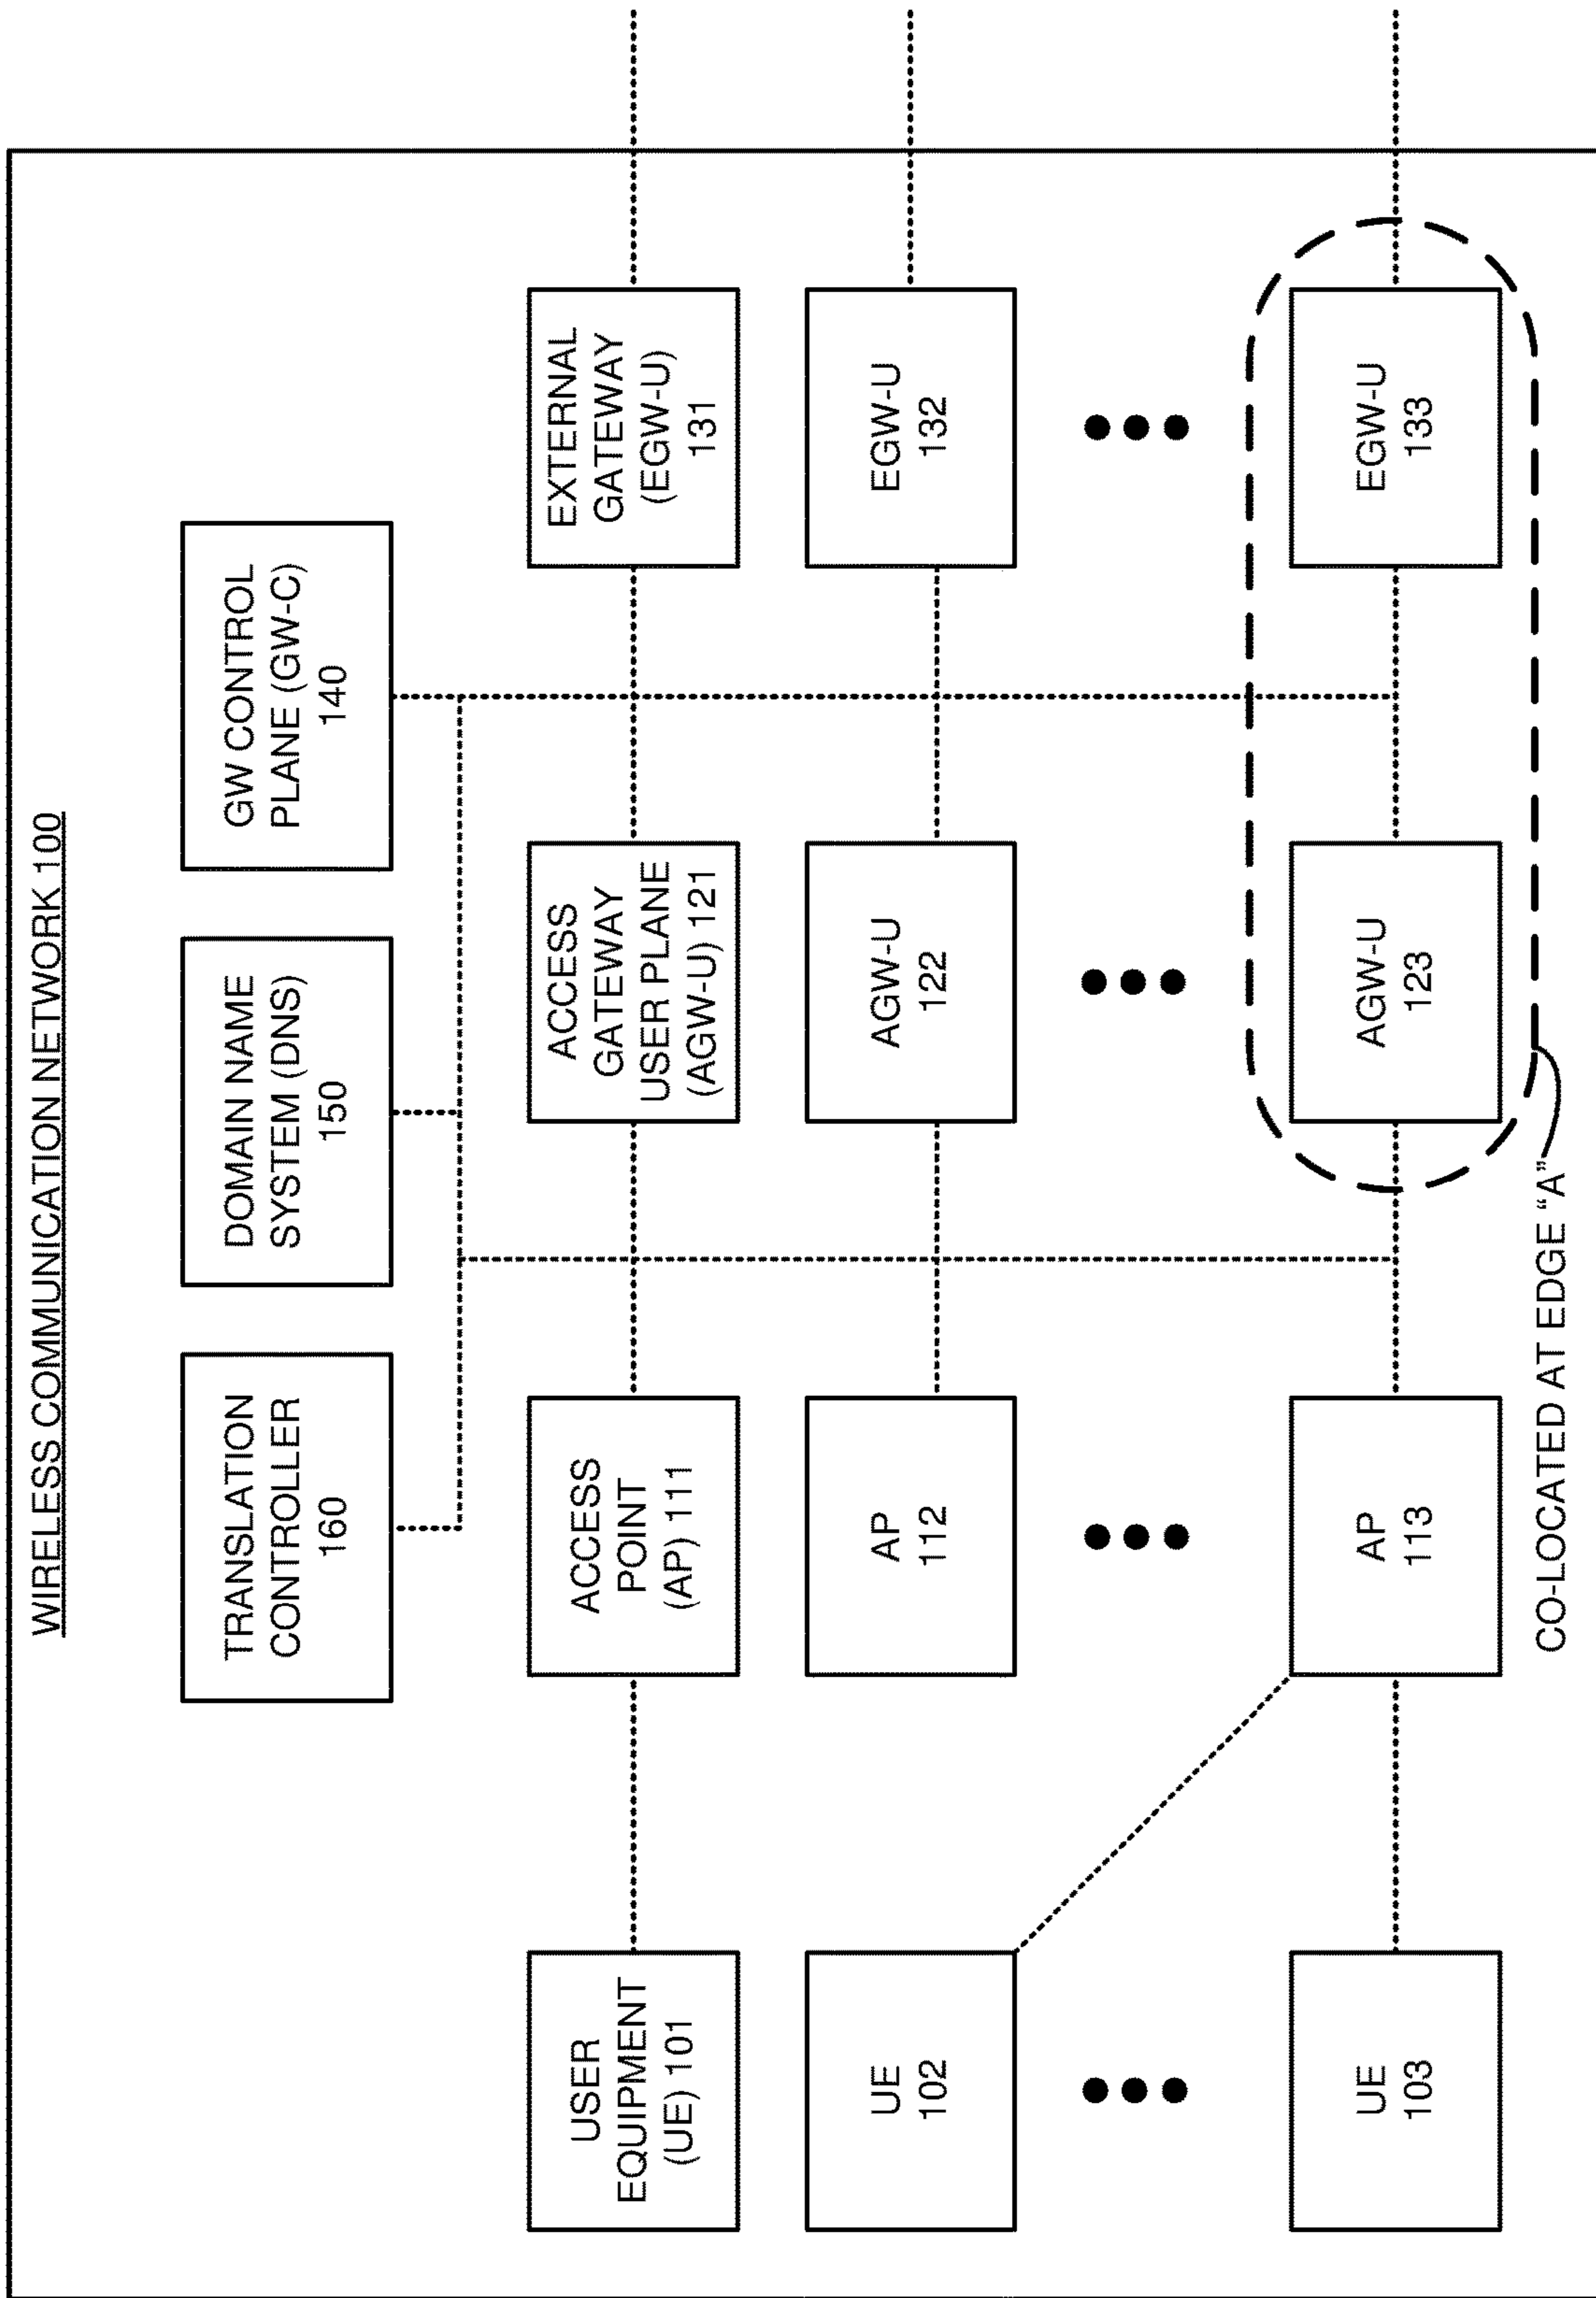 WIRELESS COMMUNICATION NETWORK 100
TRANSLATION
CONTROLLER
160
DOMAIN NAME
SYSTEM (DNS)
150
GW CONTROL
PLANE (GW-C)
140
USER
EQUIPMENT
(UE) 101
ACCESS
POINT
(AP) 111
ACCESS
GATEWAY
USER PLANE
(AGW-U) 121
EXTERNAL
GATEWAY
(EGW-U)
131
UE
102
AP
112
AGW-U
122
EGW-U
132
UE
103
AP
113
AGW-U
123
EGW-U
133
CO-LOCATED AT EDGE “A”